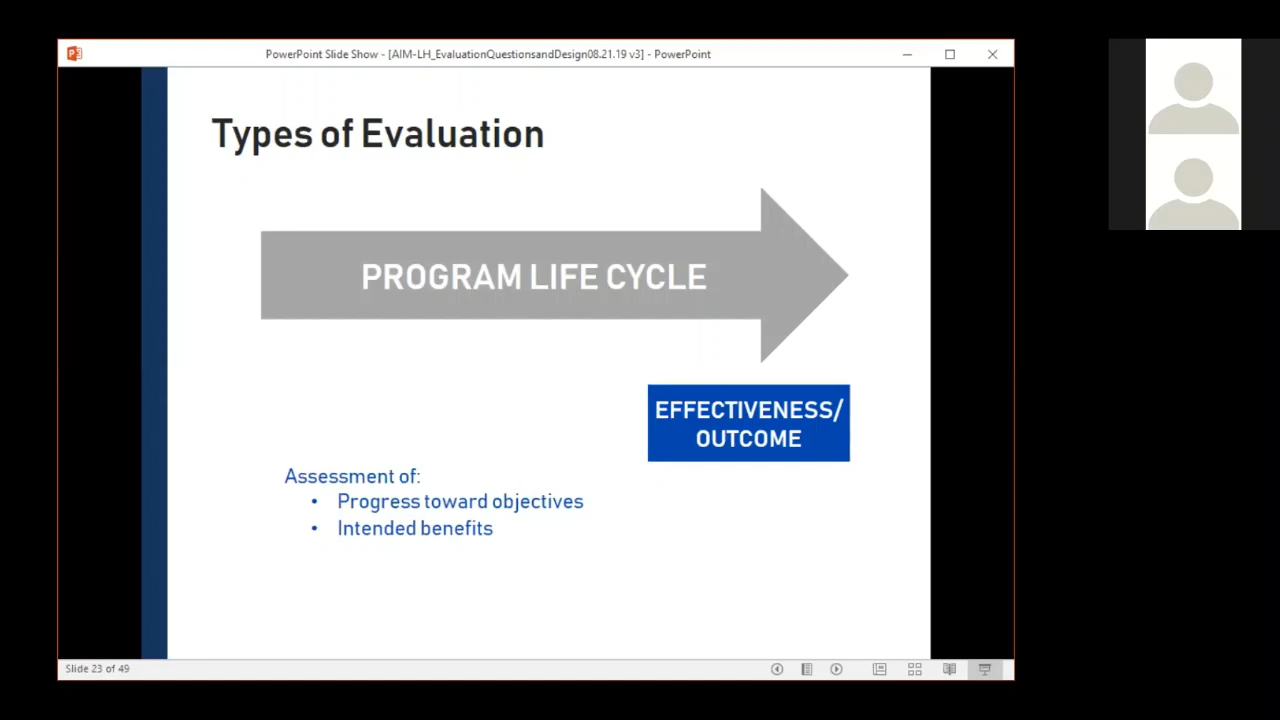 PowerPoint Slide Show - [AIM-LH_EvaluationQuestionsandDesign08.21.19 v3] - PowerPoint
Types of Evaluation
PROGRAM LIFE CYCLE
EFFECTIVENESS/
OUTCOME
Assessment of:
• Progress toward objectives
• Intended benefits
Slide 23 of 49